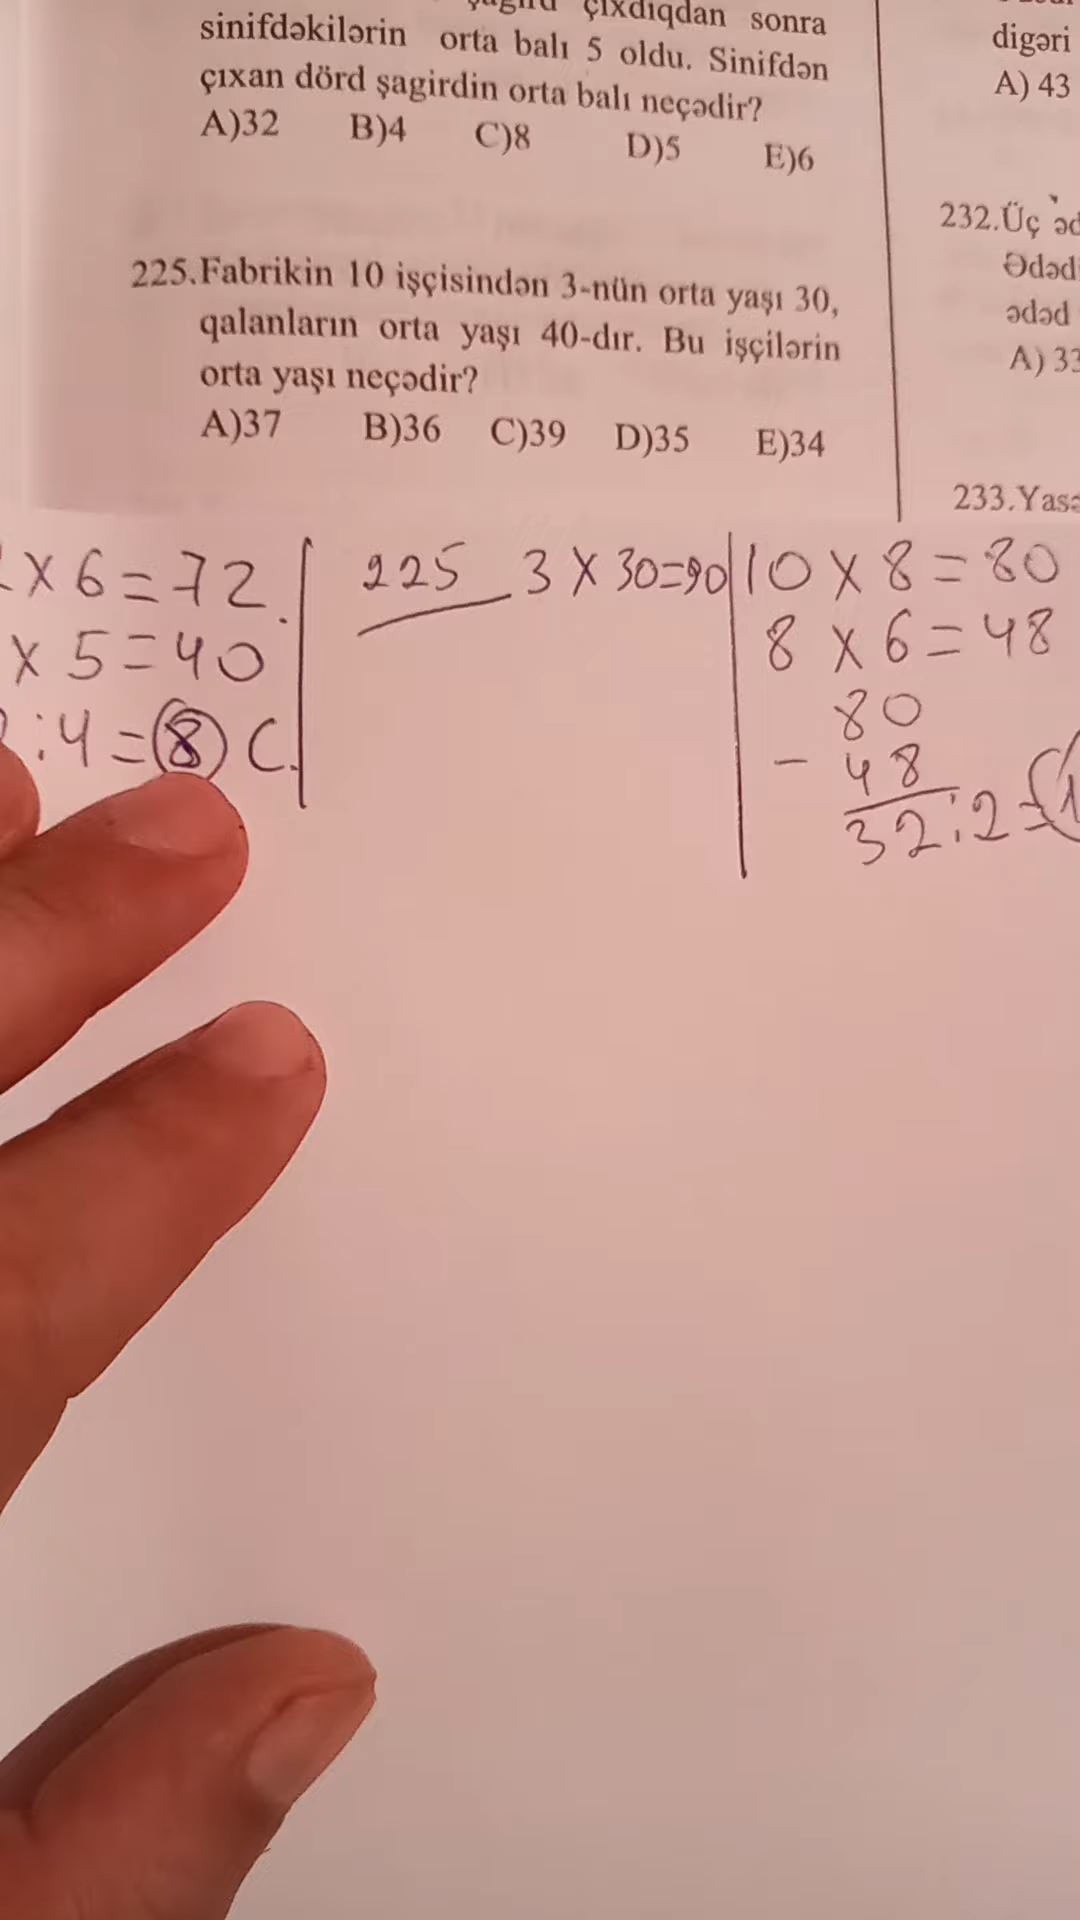 çıxdıqdan sonra
sinifdəkilərin orta balı 5 oldu. Sinifdən
çıxan dörd şagirdin orta balı neçədir?
A)32 B)4 C)8 D)5 E)6
225.Fabrikin 10 işçisindən 3-nün orta yaşı 30,
qalanların orta yaşı 40-dır. Bu işçilərin
orta yaşı neçədir?
A)37 B)36 C)39 D)35 E)34
digəri
A) 43
232.Üç
ədəd
A) 33
233.
x 6 = 72.
x 5 = 40
:4 = 8 C.
225 3 x 30=90
10 x 8 = 80
8 x 6 = 48
80
- 48
32:2=